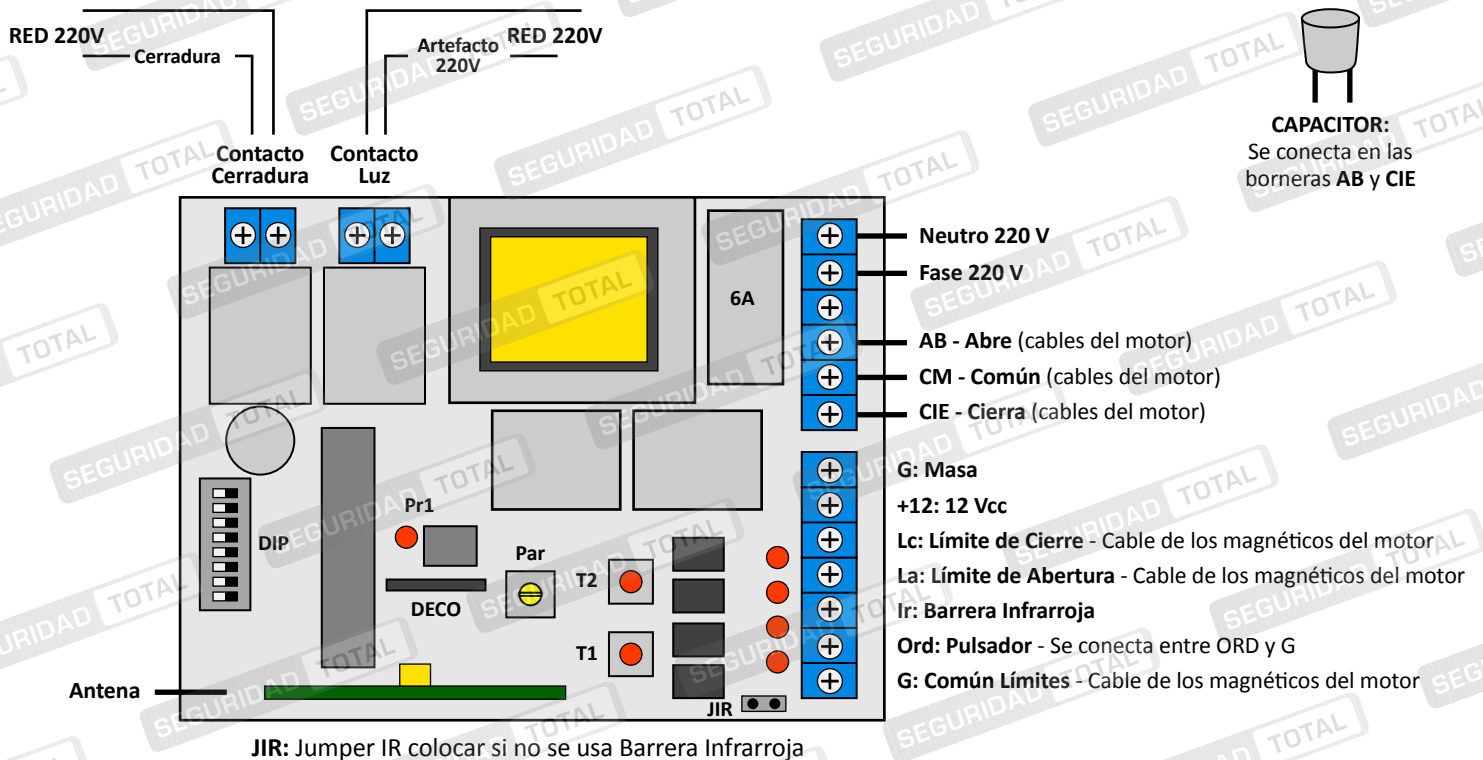 RED 220V
Cerradura
Artefacto
220V
RED 220V
Contacto
Cerradura
Contacto
Luz
CAPACITOR:
Se conecta en las
borneras AB y CIE
6A
Neutro 220 V
Fase 220 V
AB - Abre (cables del motor)
CM - Común (cables del motor)
CIE - Cierra (cables del motor)
G: Masa
+12: 12 Vcc
Lc: Límite de Cierre - Cable de los magnéticos del motor
La: Límite de Abertura - Cable de los magnéticos del motor
Ir: Barrera Infrarroja
Ord: Pulsador - Se conecta entre ORD y G
G: Común Límites - Cable de los magnéticos del motor
DIP
Pr1
DECO
Par
T2
T1
Antena
JIR
JIR: Jumper IR colocar si no se usa Barrera Infrarroja
SEGURIDAD TOTAL